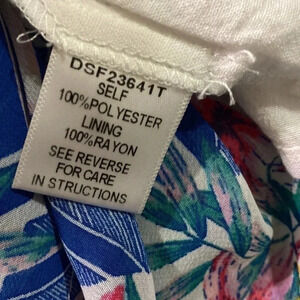 DSF23641T
SELF
100%POLYESTER
LINING
100%RAYON
SEE REVERSE
FOR CARE
IN STRUCTIONS